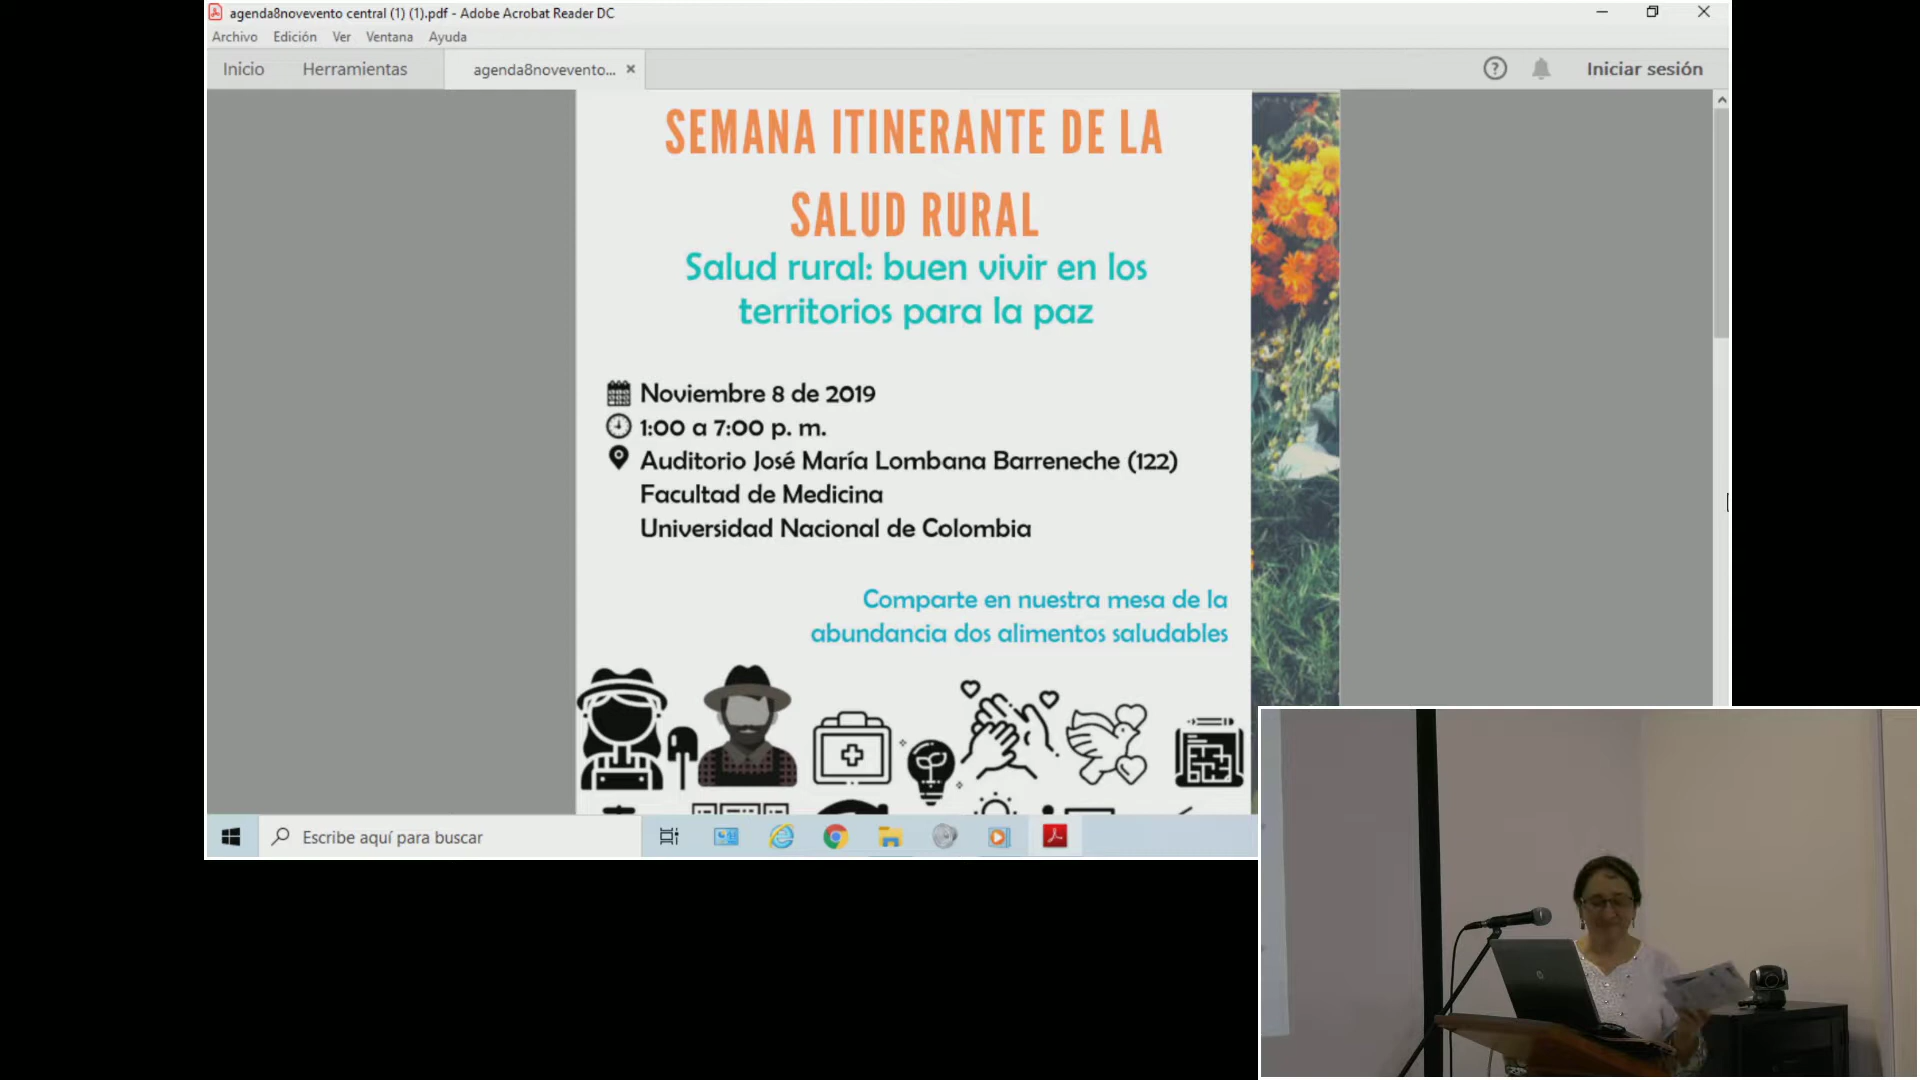 agenda8novevento central (1) (1).pdf - Adobe Acrobat Reader DC
Archivo Edición Ver Ventana Ayuda
Inicio Herramientas agenda8novevento... × Iniciar sesión
SEMANA ITINERANTE DE LA
SALUD RURAL
Salud rural: buen vivir en los
territorios para la paz
Noviembre 8 de 2019
1:00 a 7:00 p. m.
Auditorio José María Lombana Barreneche (122)
Facultad de Medicina
Universidad Nacional de Colombia
Comparte en nuestra mesa de la
abundancia dos alimentos saludables
Escribe aquí para buscar